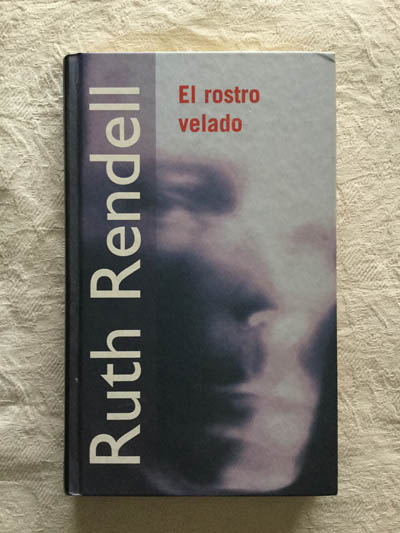 Ruth Rendell
El rostro
velado